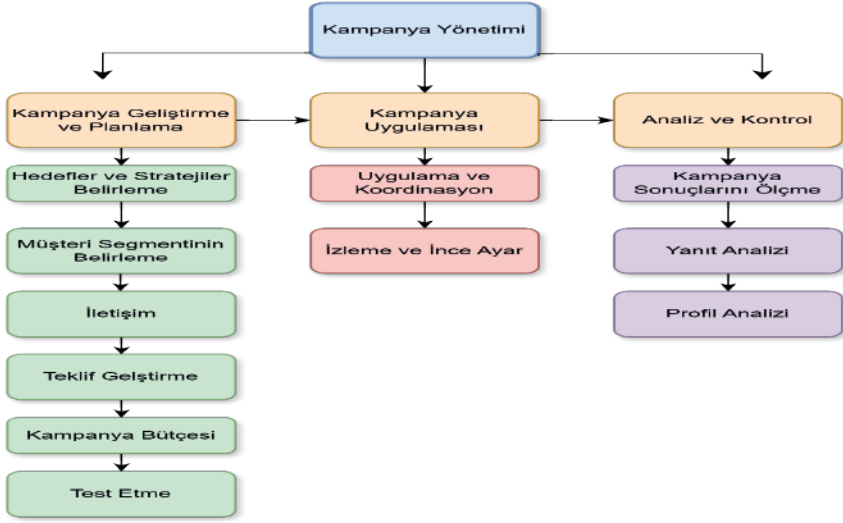 Kampanya Yönetimi
Kampanya Geliştirme
ve Planlama
Kampanya
Uygulaması
Analiz ve Kontrol
Hedefler ve Stratejiler
Belirleme
Uygulama ve
Koordinasyon
Kampanya
Sonuçlarını Ölçme
Müşteri Segmentinin
Belirleme
İzleme ve İnce Ayar
Yanıt Analizi
İletişim
Profil Analizi
Teklif Gelştirme
Kampanya Bütçesi
Test Etme